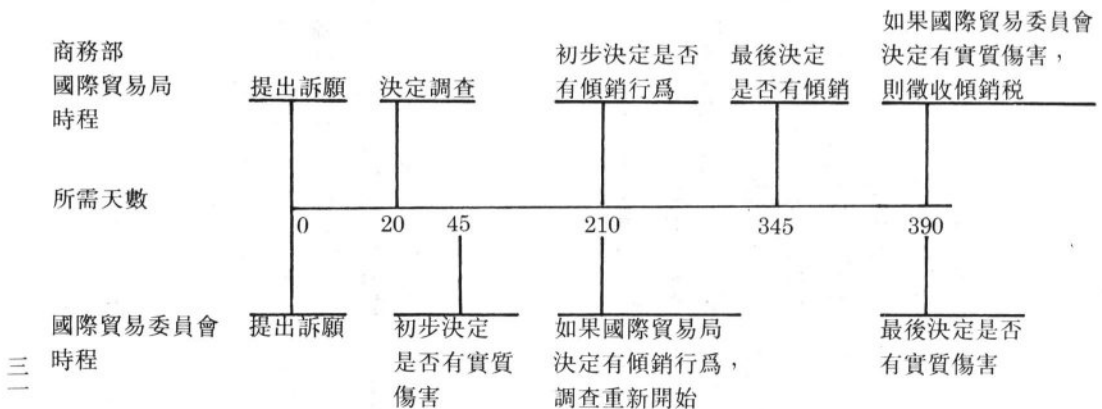 商務部
國際貿易局
時程
提出訴願
決定調查
初步決定是否
有傾銷行爲
最後決定
是否有傾銷
如果國際貿易委員會
決定有實質傷害，
則徵收傾銷稅
所需天數
0
20
45
210
345
390
國際貿易委員會
時程
提出訴願
初步決定
是否有實質
傷害
如果國際貿易局
決定有傾銷行爲，
調查重新開始
最後決定是否
有實質傷害
三一